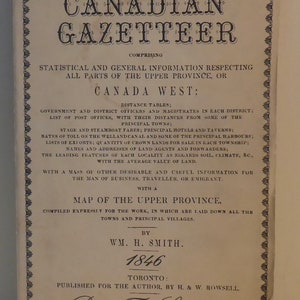 CANADIAN
GAZETTEER
COMPRISING
STATISTICAL AND GENERAL INFORMATION RESPECTING
ALL PARTS OF THE UPPER PROVINCE, OR
CANADA WEST:
DISTANCE TABLES;
GOVERNMENT AND DISTRICT OFFICERS AND MAGISTRATES IN EACH DISTRICT;
LIST OF POST OFFICES, WITH THEIR DISTANCES FROM SOME OF THE
PRINCIPAL TOWNS;
STAGE AND STEAMBOAT FARES; PRINCIPAL HOTELS AND TAVERNS;
RATES OF TOLL ON THE WELLAND CANAL AND SOME OF THE PRINCIPAL HARBOURS;
LISTS OF EXPORTS; QUANTITY OF CROWN LANDS FOR SALE IN EACH TOWNSHIP;
NAMES AND ADDRESSES OF LAND AGENTS AND FORWARDERS;
THE LEADING FEATURES OF EACH LOCALITY AS REGARDS SOIL, CLIMATE, &C.,
WITH THE AVERAGE VALUE OF LAND.
WITH A MASS OF OTHER DESIRABLE AND USEFUL INFORMATION FOR
THE MAN OF BUSINESS, TRAVELLER, OR EMIGRANT.
WITH A
MAP OF THE UPPER PROVINCE,
COMPILED EXPRESSLY FOR THE WORK, IN WHICH ARE LAID DOWN ALL THE
TOWNS AND PRINCIPAL VILLAGES.
BY
WM. H. SMITH.
1846
TORONTO:
PUBLISHED FOR THE AUTHOR, BY H. & W. ROWSELL.